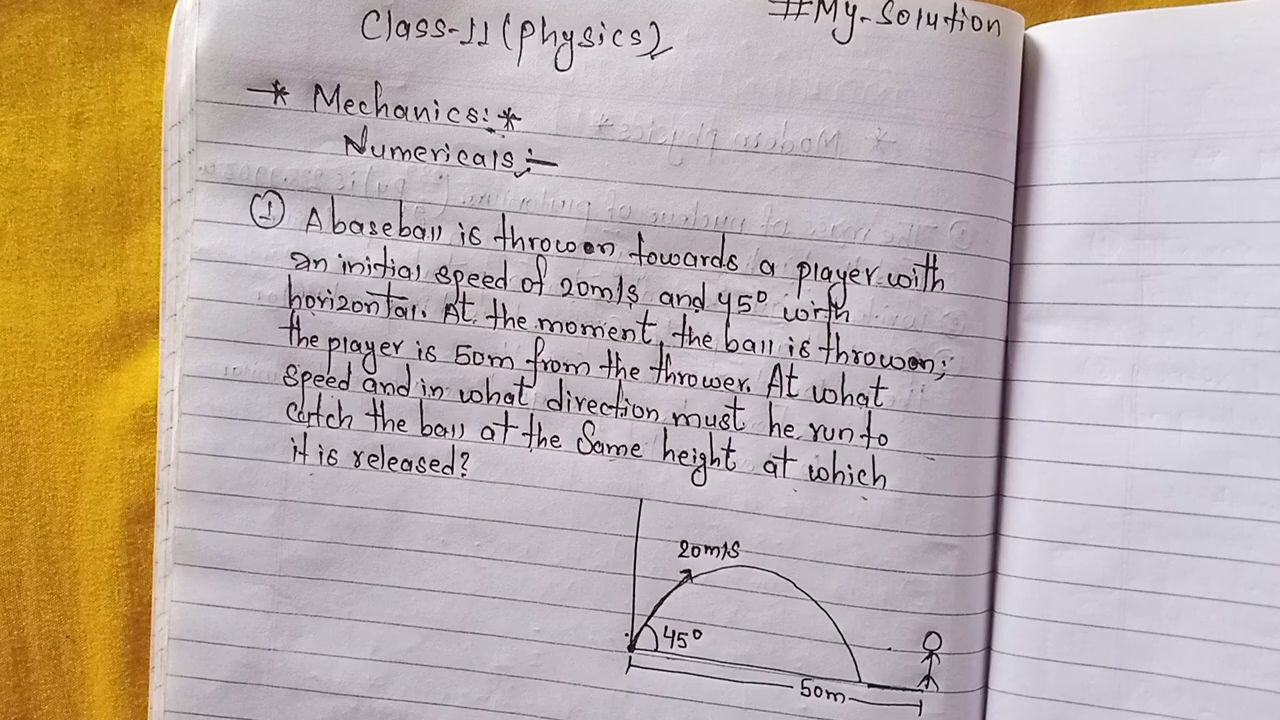 #My-Solution
Class-11(Physics)
* Mechanics:*
Numericals:-
① A baseball is throwon towards a player with
an initial speed of 20m/s and 45° with
horizontal. At the moment, the ball is throwon;
the player is 50m from the thrower. At what
speed and in what direction must he run to
catch the ball at the same height at which
it is released?
20m/s
45°
50m